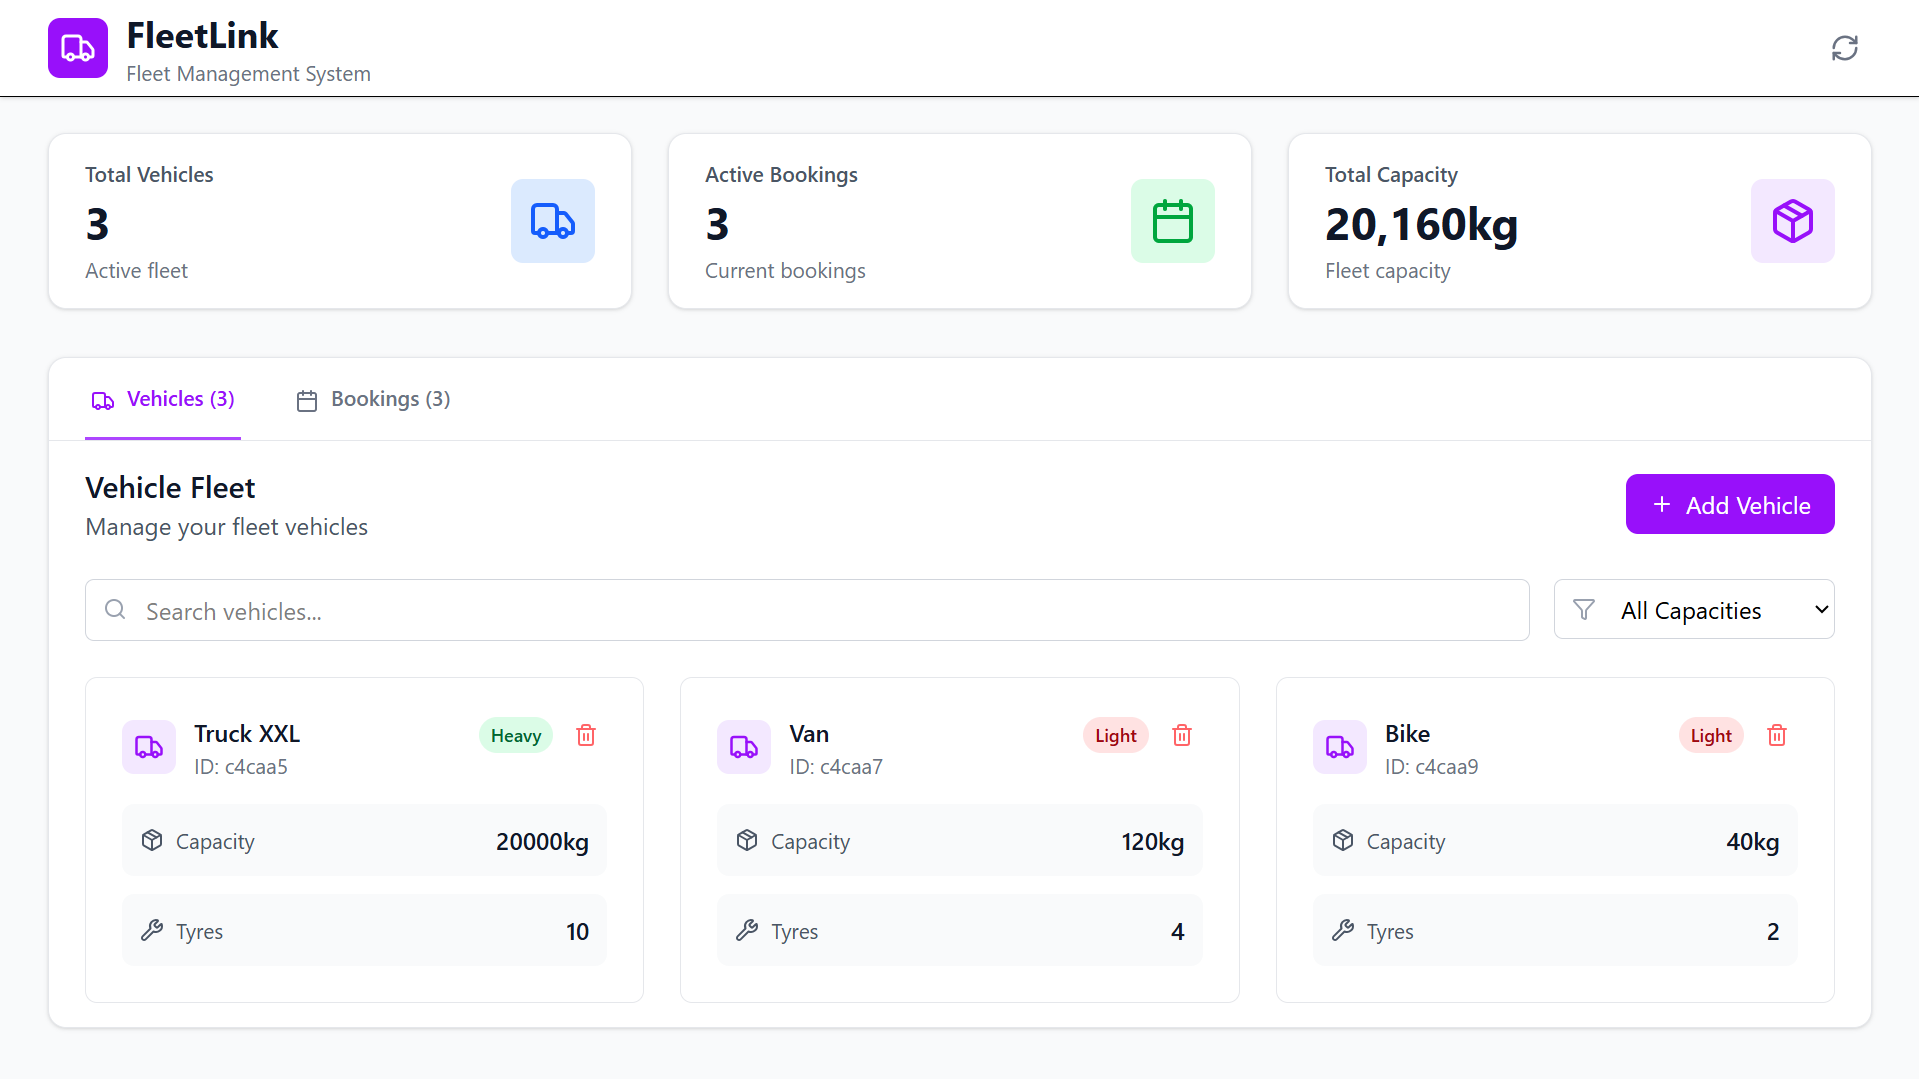 FleetLink
Fleet Management System
Total Vehicles
3
Active fleet
Active Bookings
3
Current bookings
Total Capacity
20,160kg
Fleet capacity
Vehicles (3)
Bookings (3)
Vehicle Fleet
Manage your fleet vehicles
Add Vehicle
Search vehicles...
All Capacities
Truck XXL
Heavy
ID: c4caa5
Capacity
20000kg
Tyres
10
Van
Light
ID: c4caa7
Capacity
120kg
Tyres
4
Bike
Light
ID: c4caa9
Capacity
40kg
Tyres
2